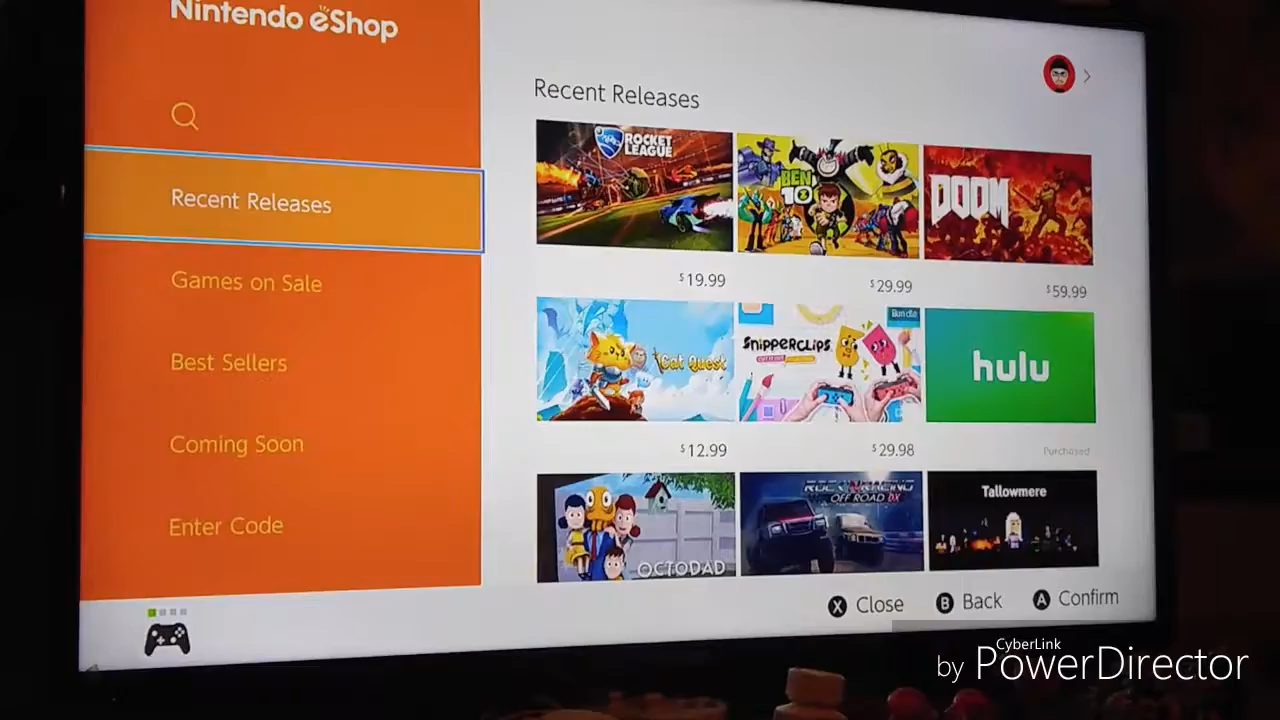 Nintendo eShop
Recent Releases
Games on Sale
Best Sellers
Coming Soon
Enter Code
Recent Releases
ROCKET LEAGUE
BEN 10
DOOM
$19.99
$29.99
$59.99
Cat Quest
Bundle
SNIPPERCLIPS
hulu
$12.99
$29.98
Purchased
OCTODAD
ROCK N RACING
OFF ROAD DX
Tallowmere
X Close
B Back
A Confirm
CyberLink
by PowerDirector